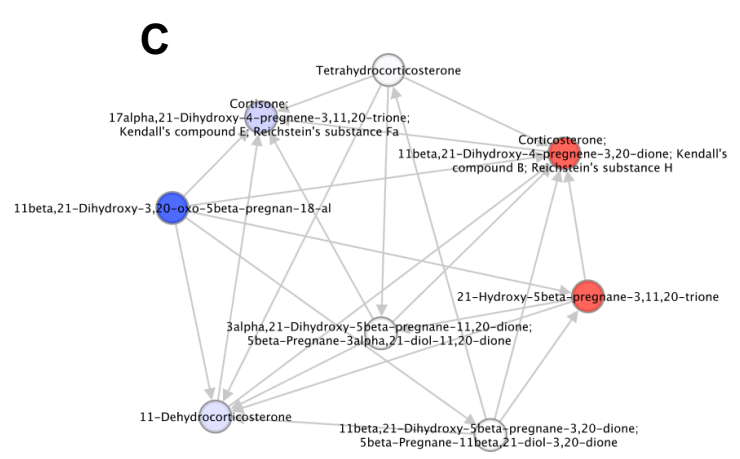 C
Tetrahydrocorticosterone
Cortisone;
17alpha,21-Dihydroxy-4-pregnene-3,11,20-trione;
Kendall's compound E; Reichstein's substance Fa
Corticosterone;
11beta,21-Dihydroxy-4-pregnene-3,20-dione; Kendall's
compound B; Reichstein's substance H
11beta,21-Dihydroxy-3,20-oxo-5beta-pregnan-18-al
21-Hydroxy-5beta-pregnane-3,11,20-trione
3alpha,21-Dihydroxy-5beta-pregnane-11,20-dione;
5beta-Pregnane-3alpha,21-diol-11,20-dione
11-Dehydrocorticosterone
11beta,21-Dihydroxy-5beta-pregnane-3,20-dione;
5beta-Pregnane-11beta,21-diol-3,20-dione